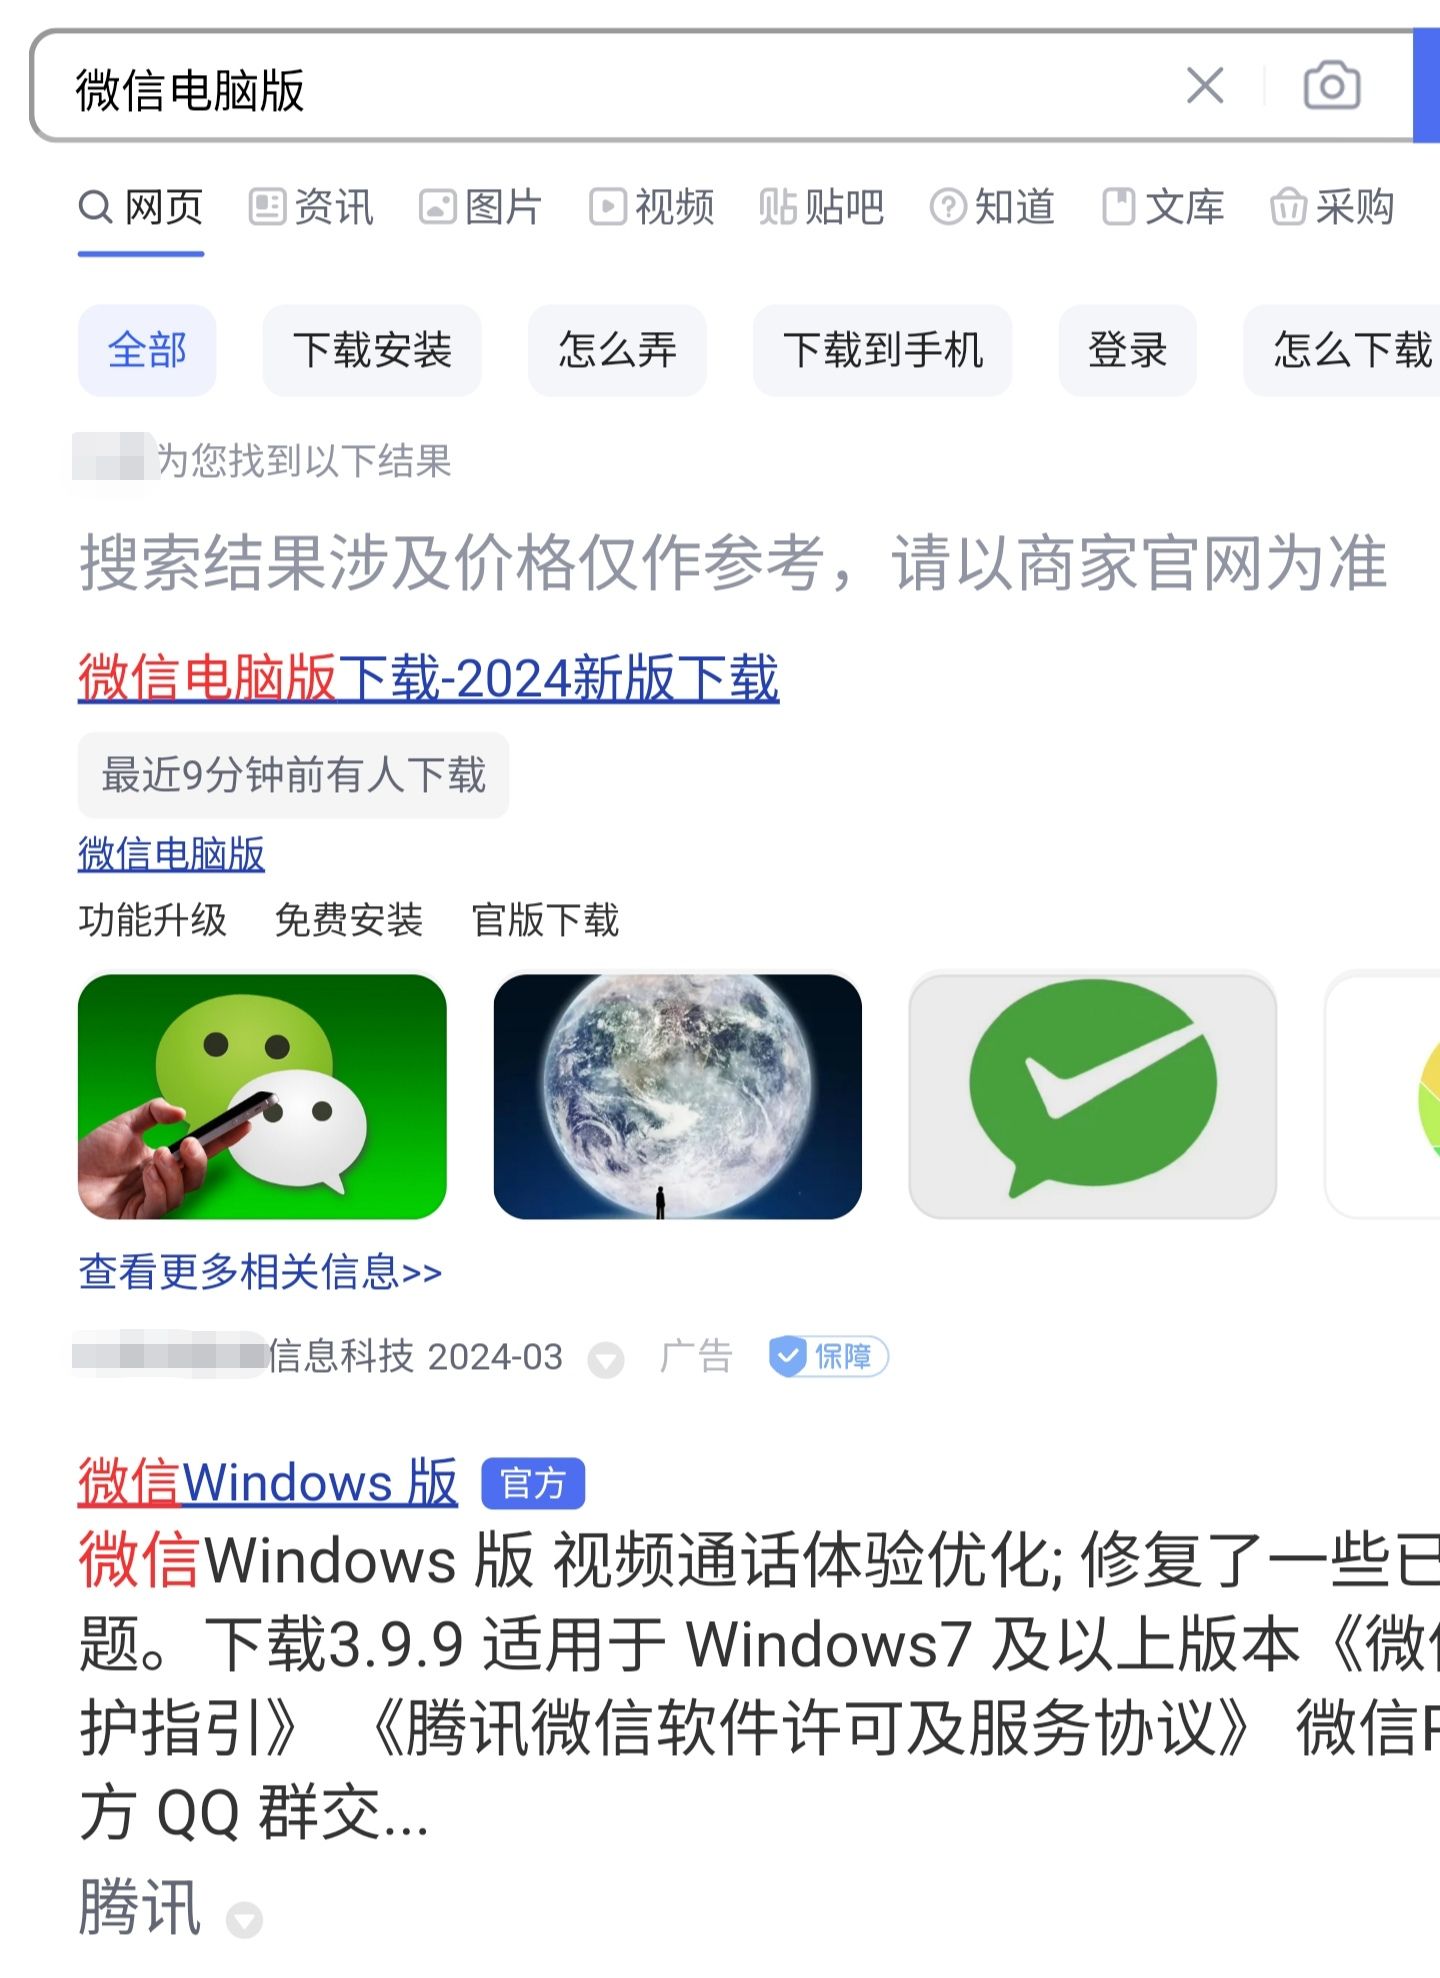 微信电脑版
网页 资讯 图片 视频 贴 贴吧 知道 文库 采购
全部 下载安装 怎么弄 下载到手机 登录 怎么下载
为您找到以下结果
搜索结果涉及价格仅作参考，请以商家官网为准
微信电脑版下载-2024新版下载
最近9分钟前有人下载
微信电脑版
功能升级 免费安装 官版下载
查看更多相关信息>>
信息科技 2024-03 广告 保障
微信Windows 版 官方
微信Windows 版 视频通话体验优化; 修复了一些已
题。下载3.9.9 适用于 Windows7 及以上版本《微
护指引》 《腾讯微信软件许可及服务协议》 微信
方 QQ 群交...
腾讯